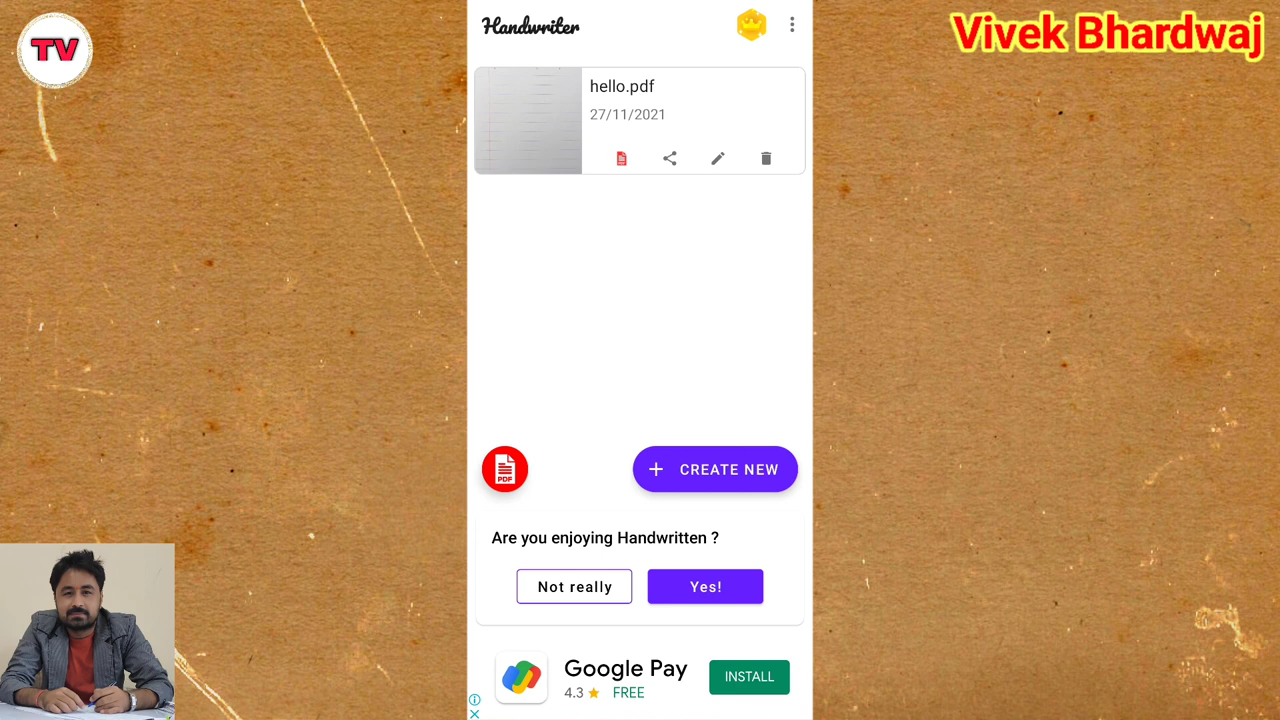 TV
Vivek Bhardwaj
Handwriter
hello.pdf
27/11/2021
PDF
+ CREATE NEW
Are you enjoying Handwritten ?
Not really
Yes!
Google Pay
4.3 ★ FREE
INSTALL